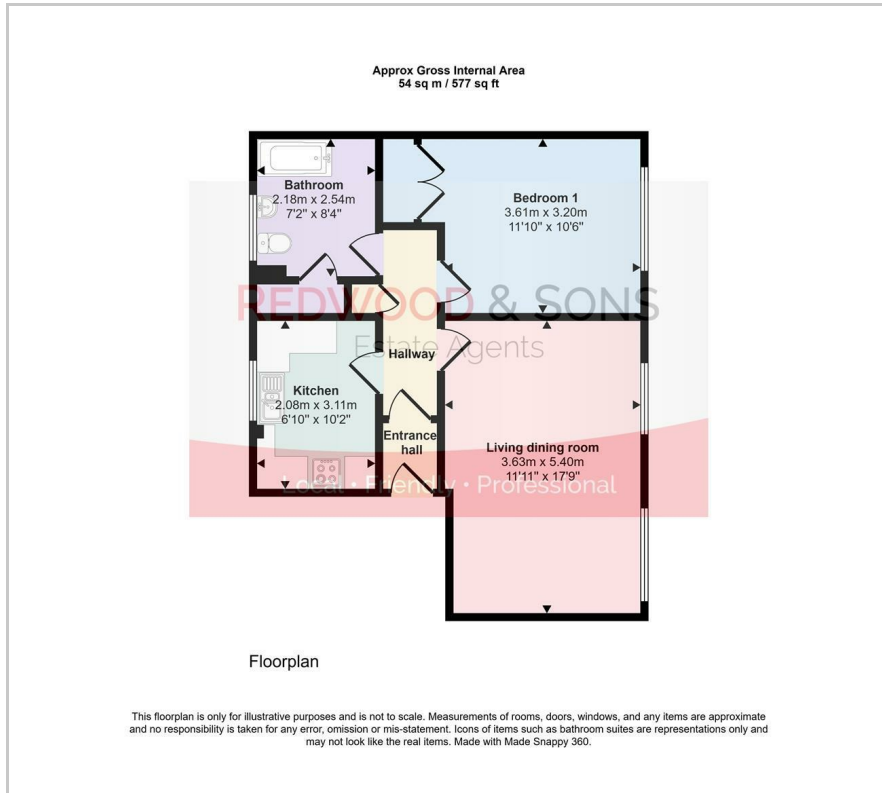 Approx Gross Internal Area
54 sq m / 577 sq ft
Bathroom
2.18m x 2.54m
7'2" x 8'4"
Bedroom 1
3.61m x 3.20m
11'10" x 10'6"
REDWOOD & SONS
Estate Agents
Hallway
Kitchen
2.08m x 3.11m
6'10" x 10'2"
Entrance
hall
Living dining room
3.63m x 5.40m
11'11" x 17'9"
Local • Friendly • Professional
Floorplan
This floorplan is only for illustrative purposes and is not to scale. Measurements of rooms, doors, windows, and any items are approximate
and no responsibility is taken for any error, omission or mis-statement. Icons of items such as bathroom suites are representations only and
may not look like the real items. Made with Made Snappy 360.